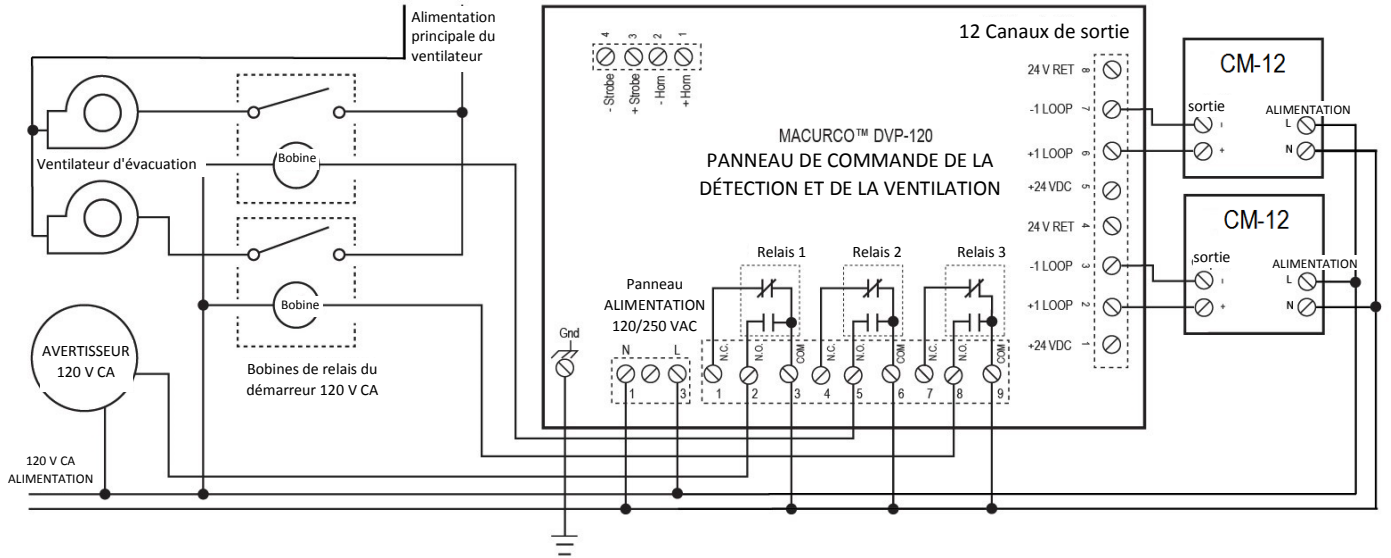 Alimentation
principale du
ventilateur
Ventilateur d'évacuation
Bobine
Bobine
Bobines de relais du
démarreur 120 V CA
AVERTISSEUR
120 V CA
120 V CA
ALIMENTATION
4
3
2
1
- Strobe
+ Strobe
- Horn
+ Horn
MACURCO™ DVP-120
PANNEAU DE COMMANDE DE LA
DÉTECTION ET DE LA VENTILATION
12 Canaux de sortie
24 V RET 8
-1 LOOP 7
+1 LOOP 6
+24 VDC 5
24 V RET 4
-1 LOOP 3
+1 LOOP 2
+24 VDC 1
Gnd
Panneau
ALIMENTATION
120/250 VAC
N L
1 3
Relais 1
Relais 2
Relais 3
N.C. N.O. COM
N.C. N.O. COM
N.C. N.O. COM
1 2 3 4 5 6 7 8 9
CM-12
sortie
ALIMENTATION
- L
+ N
CM-12
sortie
ALIMENTATION
- L
+ N